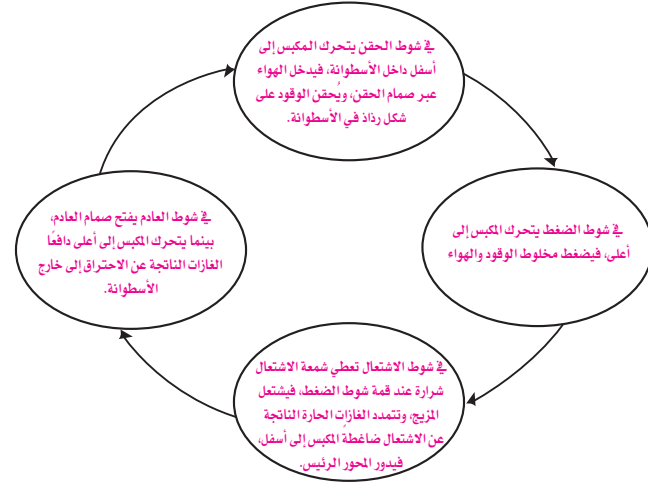 في شوط الحقن يتحرك المكبس إلى
أسفل داخل الأسطوانة، فيدخل الهواء
عبر صمام الحقن، ويُحقن الوقود على
شكل رذاذ في الأسطوانة.
في شوط الضغط يتحرك المكبس إلى
أعلى، فيضغط مخلوط الوقود والهواء
في شوط الاشتعال تعطي شمعة الاشتعال
شرارة عند قمة شوط الضغط، فيشتعل
المزيج، وتتمدد الغازات الحارة الناتجة
عن الاشتعال ضاغطةً المكبس إلى أسفل،
فيدور المحور الرئيس.
في شوط العادم يفتح صمام العادم،
بينما يتحرك المكبس إلى أعلى دافعًا
الغازات الناتجة عن الاحتراق إلى خارج
الأسطوانة.